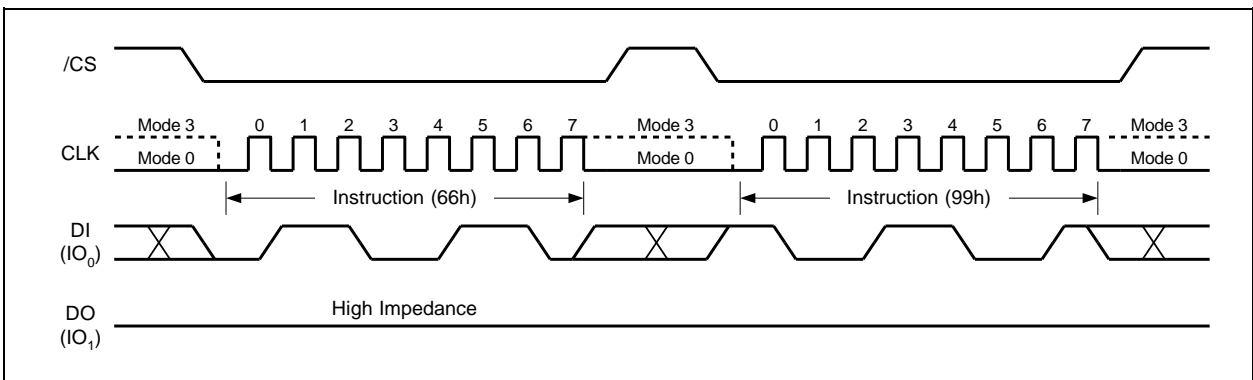 /CS
Mode 3 0 1 2 3 4 5 6 7 Mode 3 0 1 2 3 4 5 6 7 Mode 3
CLK
Mode 0 Mode 0 Mode 0
Instruction (66h) Instruction (99h)
DI
(IO0)
High Impedance
DO
(IO1)